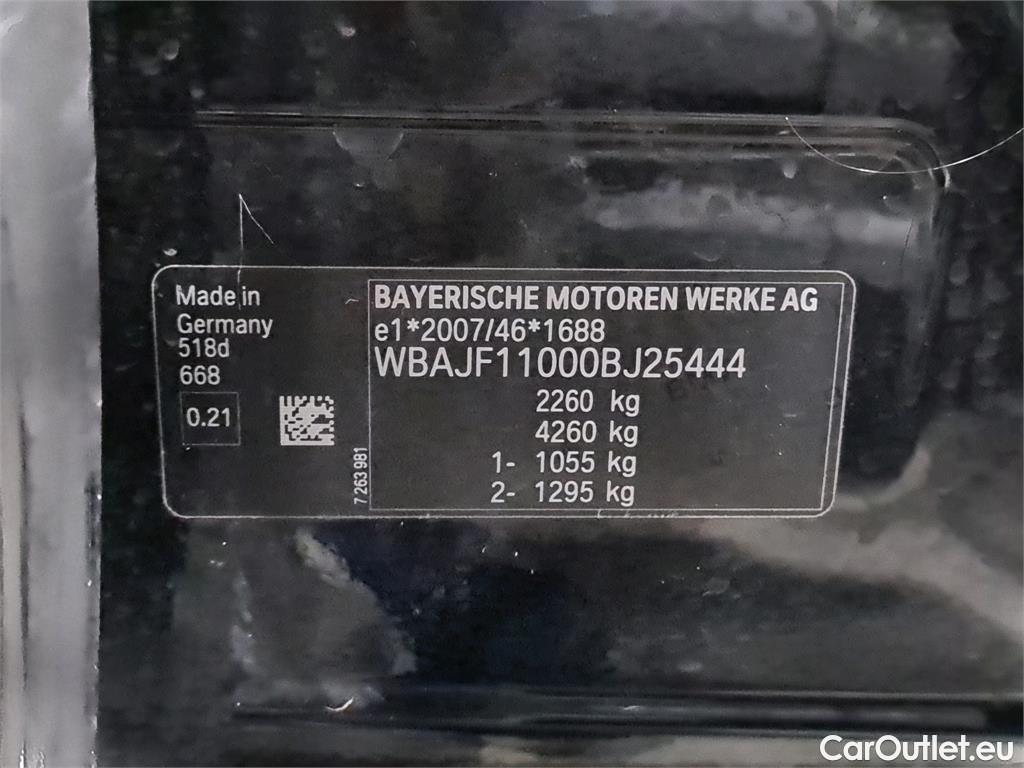 Made in
Germany
518d
668
0.21
7 263 981
BAYERISCHE MOTOREN WERKE AG
e1*2007/46*1688
WBAJF11000BJ25444
2260 kg
4260 kg
1- 1055 kg
2- 1295 kg
CarOutlet.eu